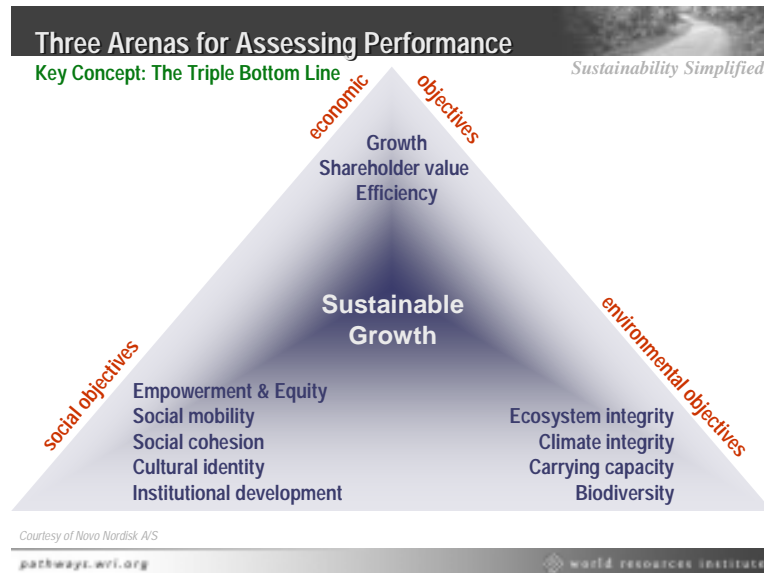 Three Arenas for Assessing Performance
Key Concept: The Triple Bottom Line
Sustainability Simplified
economic objectives
Growth
Shareholder value
Efficiency
Sustainable
Growth
social objectives
Empowerment & Equity
Social mobility
Social cohesion
Cultural identity
Institutional development
environmental objectives
Ecosystem integrity
Climate integrity
Carrying capacity
Biodiversity
Courtesy of Novo Nordisk A/S
pathways.wri.org
world resources institute